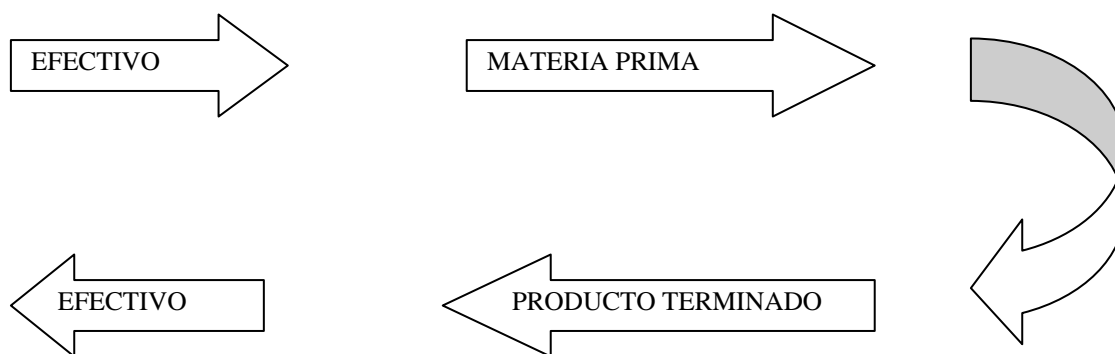 EFECTIVO
MATERIA PRIMA
EFECTIVO
PRODUCTO TERMINADO